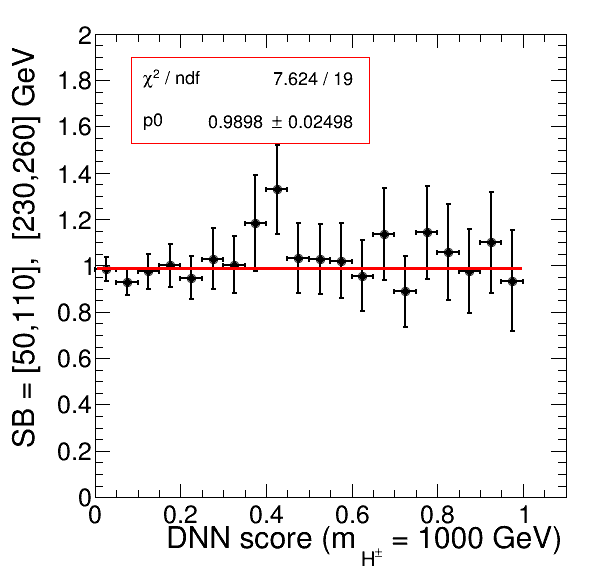 SB = [50,110], [230,260] GeV
2
1.8
1.6
1.4
1.2
1
0.8
0.6
0.4
0.2
0
χ² / ndf 7.624 / 19
p0 0.9898 ± 0.02498
0 0.2 0.4 0.6 0.8 1
DNN score (m_H± = 1000 GeV)